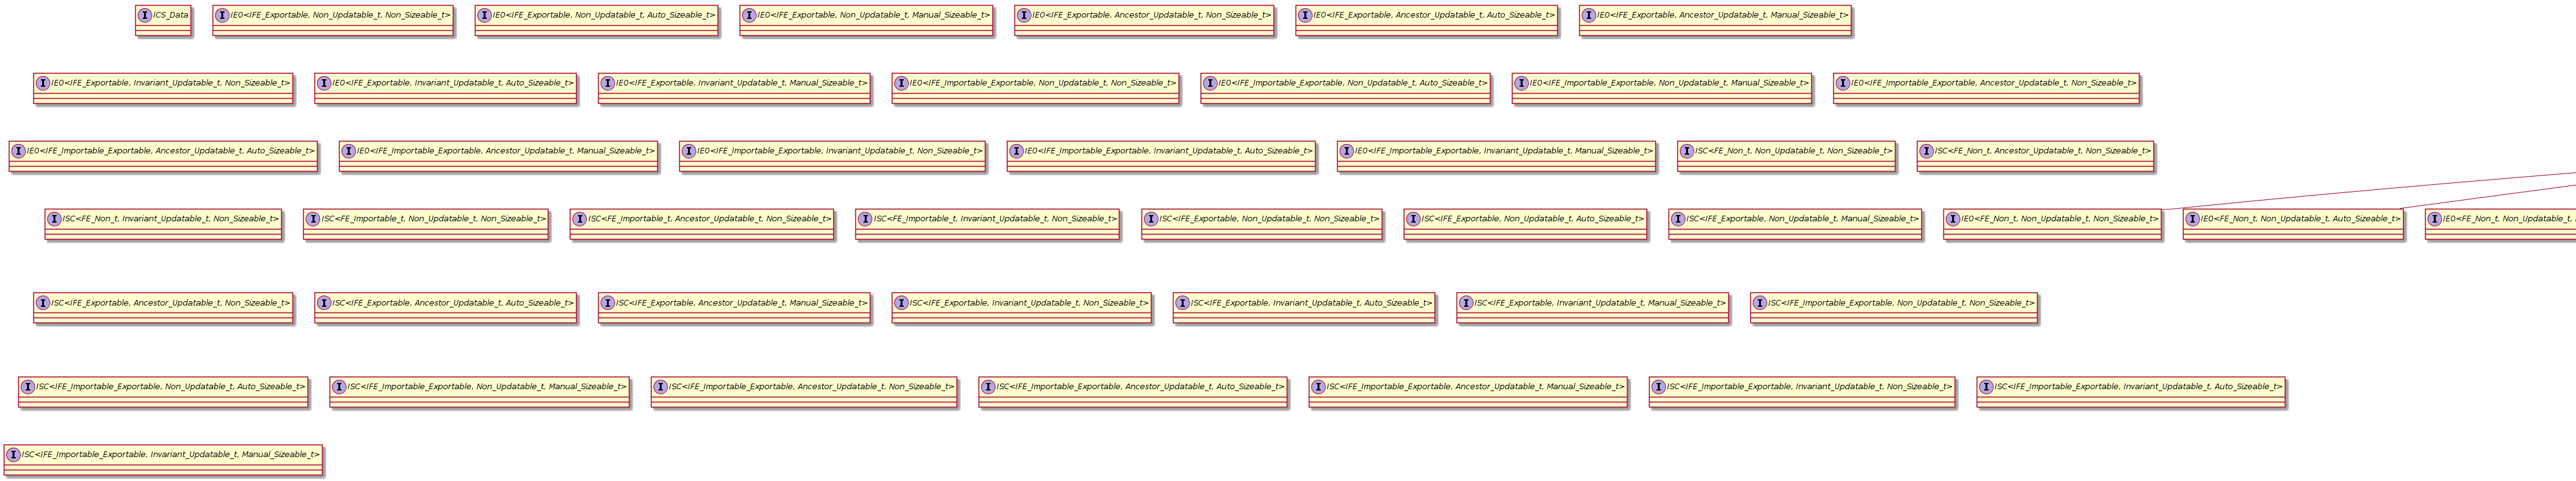 I ICS_Data
I IE0<IFE_Exportable, Non_Updatable_t, Non_Sizeable_t>
I IE0<IFE_Exportable, Non_Updatable_t, Auto_Sizeable_t>
I IE0<IFE_Exportable, Non_Updatable_t, Manual_Sizeable_t>
I IE0<IFE_Exportable, Ancestor_Updatable_t, Non_Sizeable_t>
I IE0<IFE_Exportable, Ancestor_Updatable_t, Auto_Sizeable_t>
I IE0<IFE_Exportable, Ancestor_Updatable_t, Manual_Sizeable_t>
I IE0<IFE_Exportable, Invariant_Updatable_t, Non_Sizeable_t>
I IE0<IFE_Exportable, Invariant_Updatable_t, Auto_Sizeable_t>
I IE0<IFE_Exportable, Invariant_Updatable_t, Manual_Sizeable_t>
I IE0<IFE_Importable_Exportable, Non_Updatable_t, Non_Sizeable_t>
I IE0<IFE_Importable_Exportable, Non_Updatable_t, Auto_Sizeable_t>
I IE0<IFE_Importable_Exportable, Non_Updatable_t, Manual_Sizeable_t>
I IE0<IFE_Importable_Exportable, Ancestor_Updatable_t, Non_Sizeable_t>
I IE0<IFE_Importable_Exportable, Ancestor_Updatable_t, Auto_Sizeable_t>
I IE0<IFE_Importable_Exportable, Ancestor_Updatable_t, Manual_Sizeable_t>
I IE0<IFE_Importable_Exportable, Invariant_Updatable_t, Non_Sizeable_t>
I IE0<IFE_Importable_Exportable, Invariant_Updatable_t, Auto_Sizeable_t>
I IE0<IFE_Importable_Exportable, Invariant_Updatable_t, Manual_Sizeable_t>
I ISC<FE_Non_t, Non_Updatable_t, Non_Sizeable_t>
I ISC<FE_Non_t, Ancestor_Updatable_t, Non_Sizeable_t>
I ISC<FE_Non_t, Invariant_Updatable_t, Non_Sizeable_t>
I ISC<FE_Importable_t, Non_Updatable_t, Non_Sizeable_t>
I ISC<FE_Importable_t, Ancestor_Updatable_t, Non_Sizeable_t>
I ISC<FE_Importable_t, Invariant_Updatable_t, Non_Sizeable_t>
I ISC<IFE_Exportable, Non_Updatable_t, Non_Sizeable_t>
I ISC<IFE_Exportable, Non_Updatable_t, Auto_Sizeable_t>
I ISC<IFE_Exportable, Non_Updatable_t, Manual_Sizeable_t>
I IE0<FE_Non_t, Non_Updatable_t, Non_Sizeable_t>
I IE0<FE_Non_t, Non_Updatable_t, Auto_Sizeable_t>
I IE0<FE_Non_t, Non_Updatable_t,
I ISC<IFE_Exportable, Ancestor_Updatable_t, Non_Sizeable_t>
I ISC<IFE_Exportable, Ancestor_Updatable_t, Auto_Sizeable_t>
I ISC<IFE_Exportable, Ancestor_Updatable_t, Manual_Sizeable_t>
I ISC<IFE_Exportable, Invariant_Updatable_t, Non_Sizeable_t>
I ISC<IFE_Exportable, Invariant_Updatable_t, Auto_Sizeable_t>
I ISC<IFE_Exportable, Invariant_Updatable_t, Manual_Sizeable_t>
I ISC<IFE_Importable_Exportable, Non_Updatable_t, Non_Sizeable_t>
I ISC<IFE_Importable_Exportable, Non_Updatable_t, Auto_Sizeable_t>
I ISC<IFE_Importable_Exportable, Non_Updatable_t, Manual_Sizeable_t>
I ISC<IFE_Importable_Exportable, Ancestor_Updatable_t, Non_Sizeable_t>
I ISC<IFE_Importable_Exportable, Ancestor_Updatable_t, Auto_Sizeable_t>
I ISC<IFE_Importable_Exportable, Ancestor_Updatable_t, Manual_Sizeable_t>
I ISC<IFE_Importable_Exportable, Invariant_Updatable_t, Non_Sizeable_t>
I ISC<IFE_Importable_Exportable, Invariant_Updatable_t, Auto_Sizeable_t>
I ISC<IFE_Importable_Exportable, Invariant_Updatable_t, Manual_Sizeable_t>